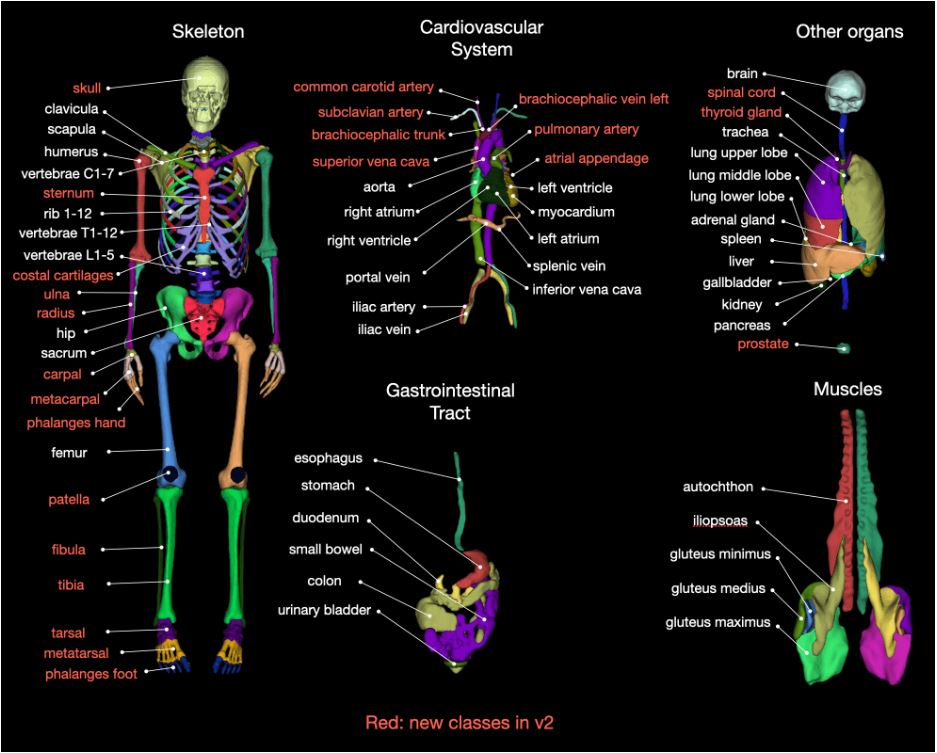 Skeleton
skull
clavicula
scapula
humerus
vertebrae C1-7
sternum
rib 1-12
vertebrae T1-12
vertebrae L1-5
costal cartilages
ulna
radius
hip
sacrum
carpal
metacarpal
phalanges hand
femur
patella
fibula
tibia
tarsal
metatarsal
phalanges foot
Cardiovascular
System
common carotid artery
subclavian artery
brachiocephalic trunk
superior vena cava
aorta
right atrium
right ventricle
portal vein
iliac artery
iliac vein
brachiocephalic vein left
pulmonary artery
atrial appendage
left ventricle
myocardium
left atrium
splenic vein
inferior vena cava
Other organs
brain
spinal cord
thyroid gland
trachea
lung upper lobe
lung middle lobe
lung lower lobe
adrenal gland
spleen
liver
gallbladder
kidney
pancreas
prostate
Gastrointestinal
Tract
esophagus
stomach
duodenum
small bowel
colon
urinary bladder
Muscles
autochthon
iliopsoas
gluteus minimus
gluteus medius
gluteus maximus
Red: new classes in v2